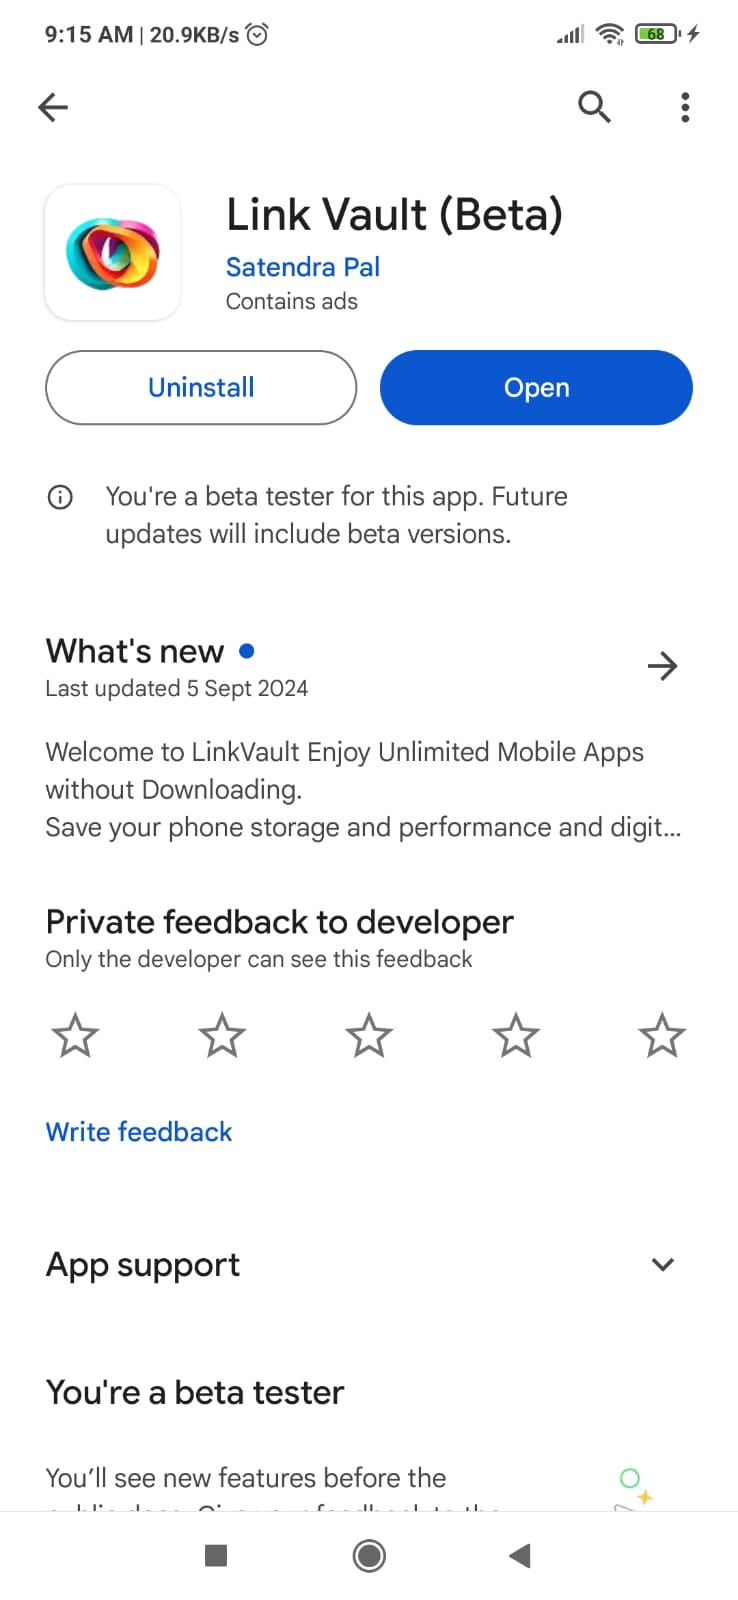 9:15 AM | 20.9KB/s
68
Link Vault (Beta)
Satendra Pal
Contains ads
Uninstall
Open
You're a beta tester for this app. Future
updates will include beta versions.
What's new
Last updated 5 Sept 2024
Welcome to LinkVault Enjoy Unlimited Mobile Apps
without Downloading.
Save your phone storage and performance and digit...
Private feedback to developer
Only the developer can see this feedback
Write feedback
App support
You're a beta tester
You’ll see new features before the